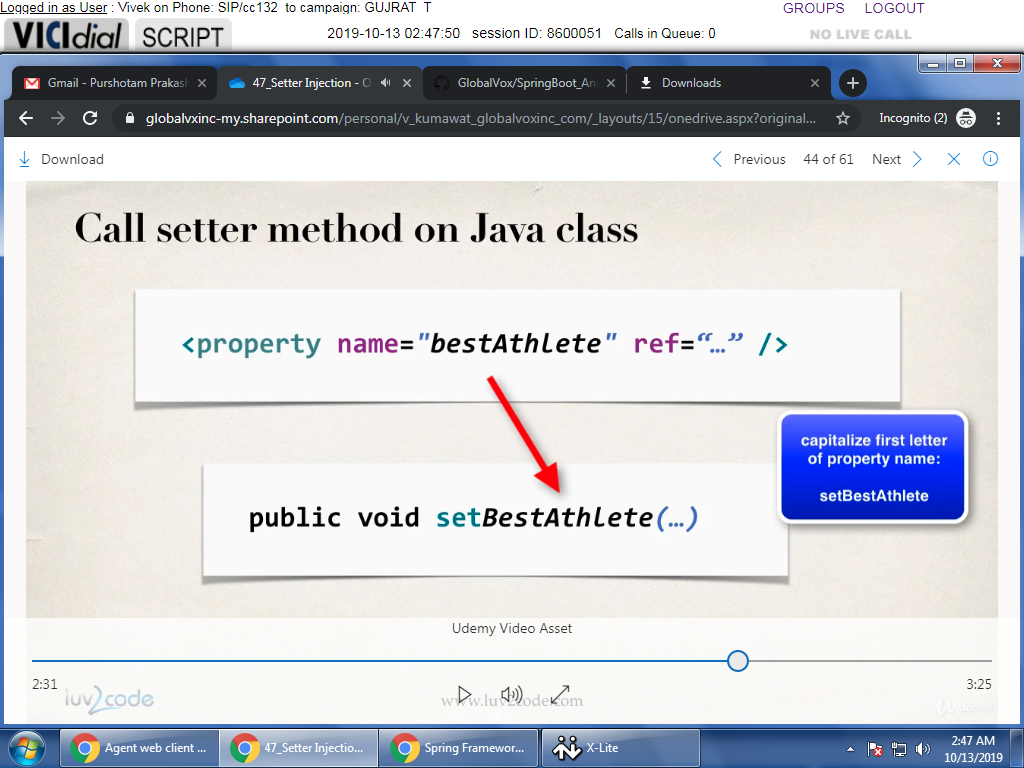 Logged in as User : Vivek on Phone: SIP/cc132 to campaign: GUJRAT_T
GROUPS LOGOUT
VICIdial SCRIPT 2019-10-13 02:47:50 session ID: 8600051 Calls in Queue: 0 NO LIVE CALL
Gmail - Purshotam Prakash 47_Setter Injection - O GlobalVox/SpringBoot_An Downloads
globalvxinc-my.sharepoint.com/personal/v_kumawat_globalvoxinc_com/_layouts/15/onedrive.aspx?original... Incognito (2)
Download Previous 44 of 61 Next
Call setter method on Java class
<property name="bestAthlete" ref=“…” />
capitalize first letter
of property name:
setBestAthlete
public void setBestAthlete(…)
Udemy Video Asset
2:31 3:25
luv2code www.luv2code.com Udemy
Agent web client ... 47_Setter Injectio... Spring Framewor... X-Lite
2:47 AM
10/13/2019